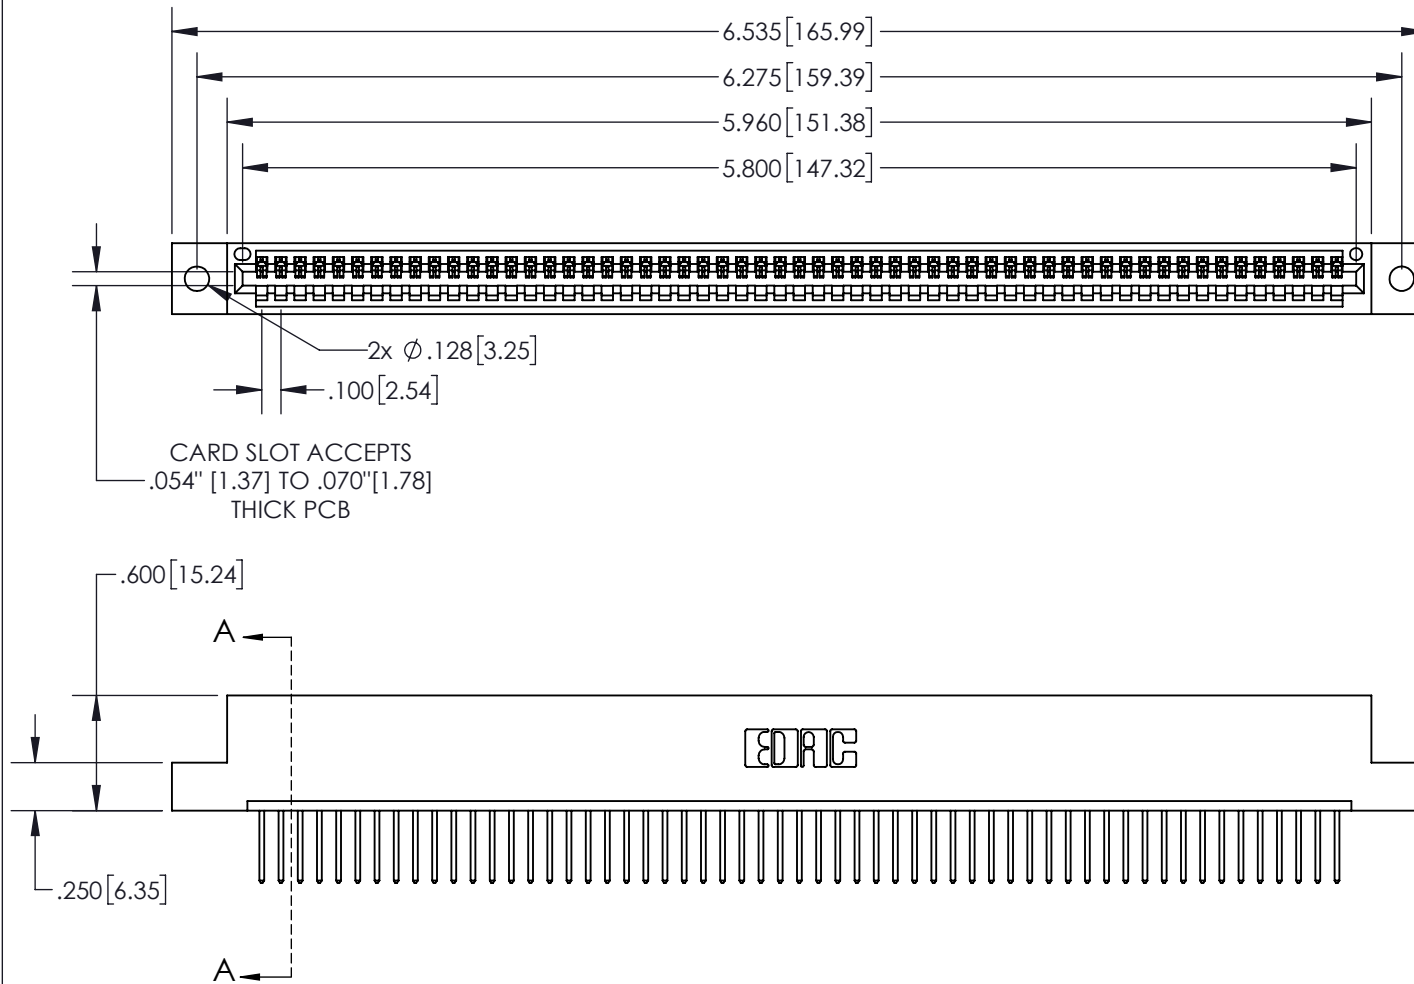 6.535[165.99]
6.275[159.39]
5.960[151.38]
5.800[147.32]
2x Ø.128[3.25]
.100[2.54]
CARD SLOT ACCEPTS
.054" [1.37] TO .070"[1.78]
THICK PCB
.600[15.24]
A
EDAC
.250[6.35]
A